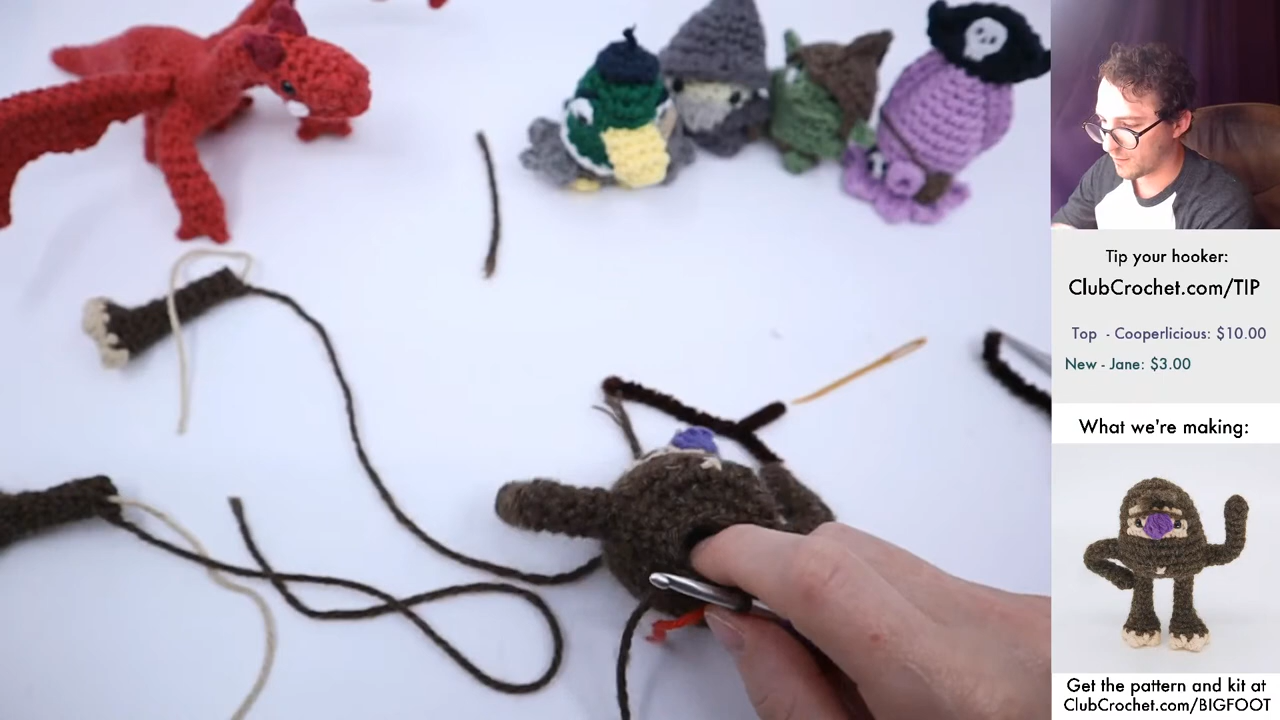 Tip your hooker:
ClubCrochet.com/TIP
Top - Cooperlicious: $10.00
New - Jane: $3.00
What we're making:
Get the pattern and kit at
ClubCrochet.com/BIGFOOT